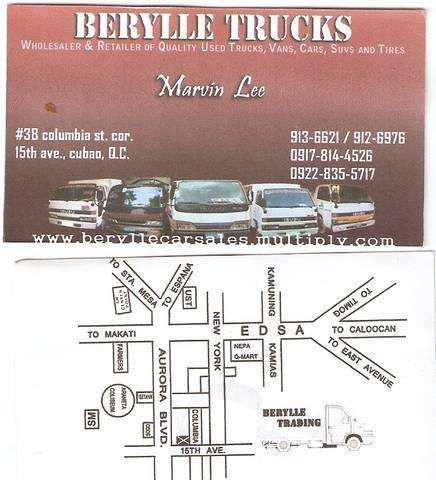 BERYLLE TRUCKS
WHOLESALER & RETAILER OF QUALITY USED TRUCKS, VANS, CARS, SUVS AND TIRES
Marvin Lee
#38 columbia st. cor.
15th ave., cubao, Q.C.
913-6621 / 912-6976
0917-814-4526
0922-835-5717
ISUZU
www.beryllecarsales.multiply.com
TO STA. MESA
TO ESPANA
UST
KAMUNING
TO TIMOG
TO MAKATI
NEW YORK
EDSA
TO CALOOCAN
TO EAST AVENUE
FARMERS
AURORA BLVD.
NEPA
Q-MART
KAMIAS
ARANETA
COLISEUM
SM
COLUMBIA
BERYLLE
TRADING
15TH AVE.